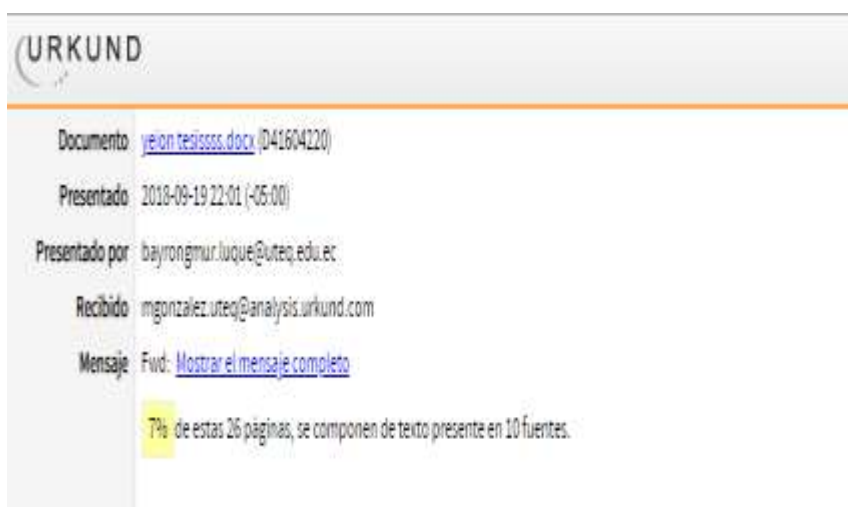 URKUND
Documento yeion tesissss.docx (D41604220)
Presentado 2018-09-19 22:01 (-05:00)
Presentado por bayrongmur.luque@uteq.edu.ec
Recibido mgonzalez.uteq@analysis.urkund.com
Mensaje Fwd: Mostrar el mensaje completo
7% de estas 26 páginas, se componen de texto presente en 10 fuentes.